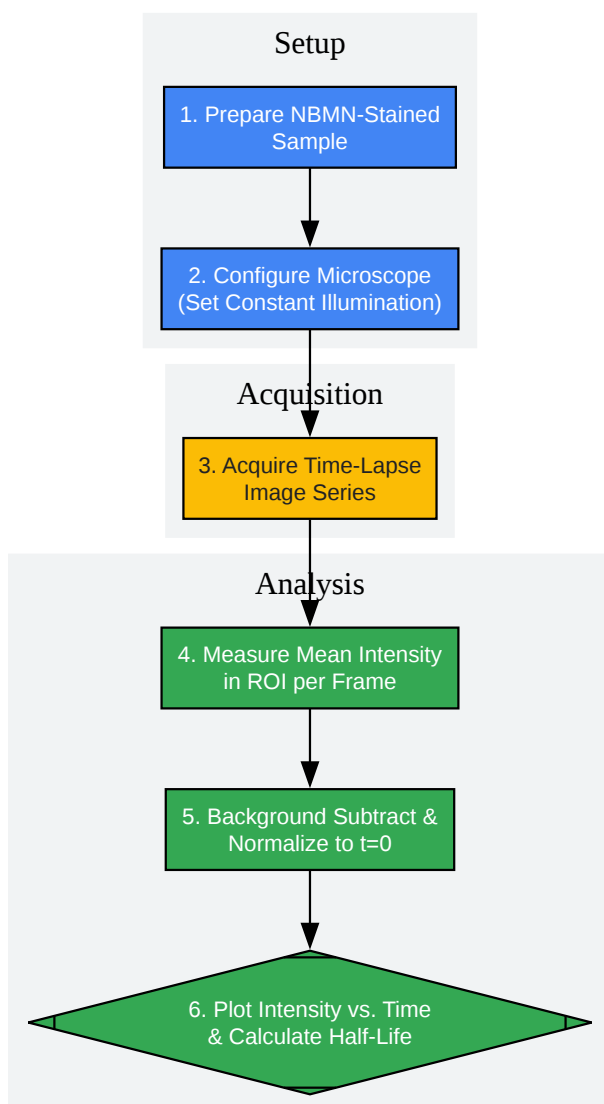 Setup
1. Prepare NBMN-Stained
Sample
2. Configure Microscope
(Set Constant Illumination)
Acquisition
3. Acquire Time-Lapse
Image Series
Analysis
4. Measure Mean Intensity
in ROI per Frame
5. Background Subtract &
Normalize to t=0
6. Plot Intensity vs. Time
& Calculate Half-Life